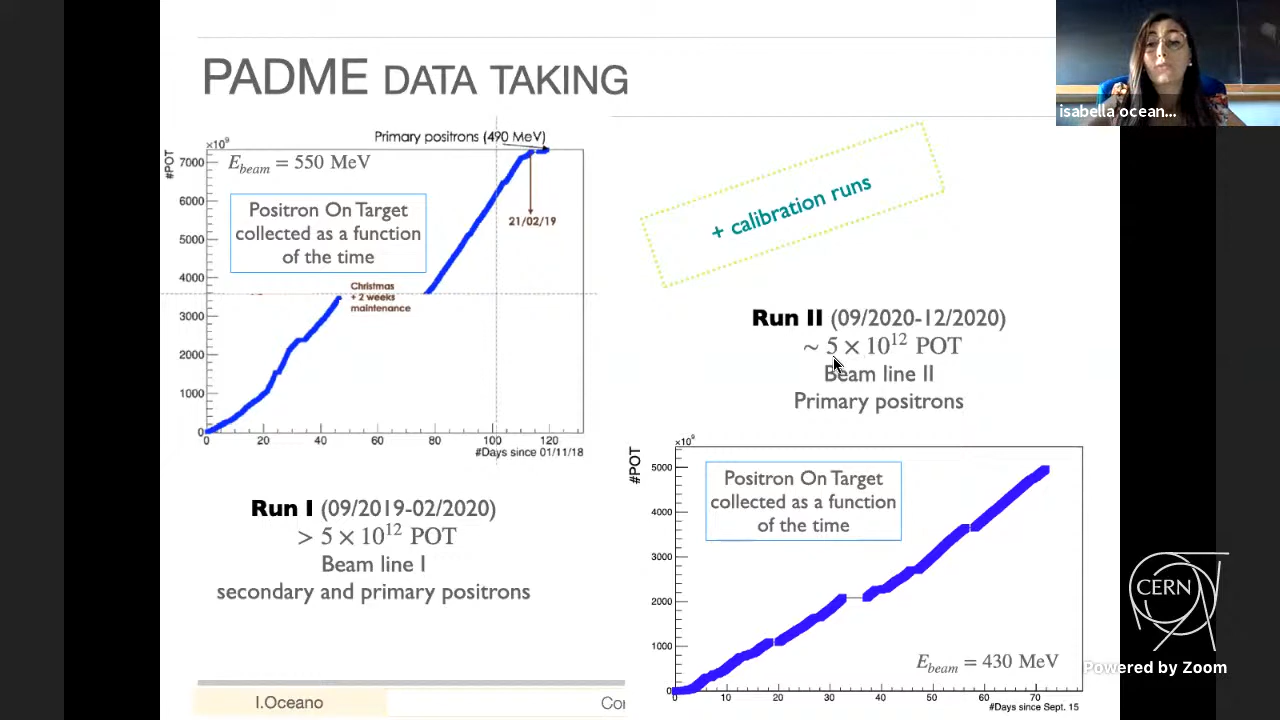 PADME DATA TAKING
isabella ocean...
Primary positrons (490 MeV)
×10⁹
#POT
E_beam = 550 MeV
7000
6000
5000
4000
3000
2000
1000
0
Positron On Target
collected as a function
of the time
21/02/19
Christmas
+ 2 weeks
maintenance
0 20 40 60 80 100 120
#Days since 01/11/18
+ calibration runs
Run I (09/2019-02/2020)
> 5 × 10¹² POT
Beam line I
secondary and primary positrons
Run II (09/2020-12/2020)
~ 5 × 10¹² POT
Beam line II
Primary positrons
×10⁹
#POT
5000
4000
3000
2000
1000
0
Positron On Target
collected as a function
of the time
E_beam = 430 MeV
0 10 20 30 40 50 60 70
#Days since Sept. 15
CERN
Powered by Zoom
I.Oceano
Co